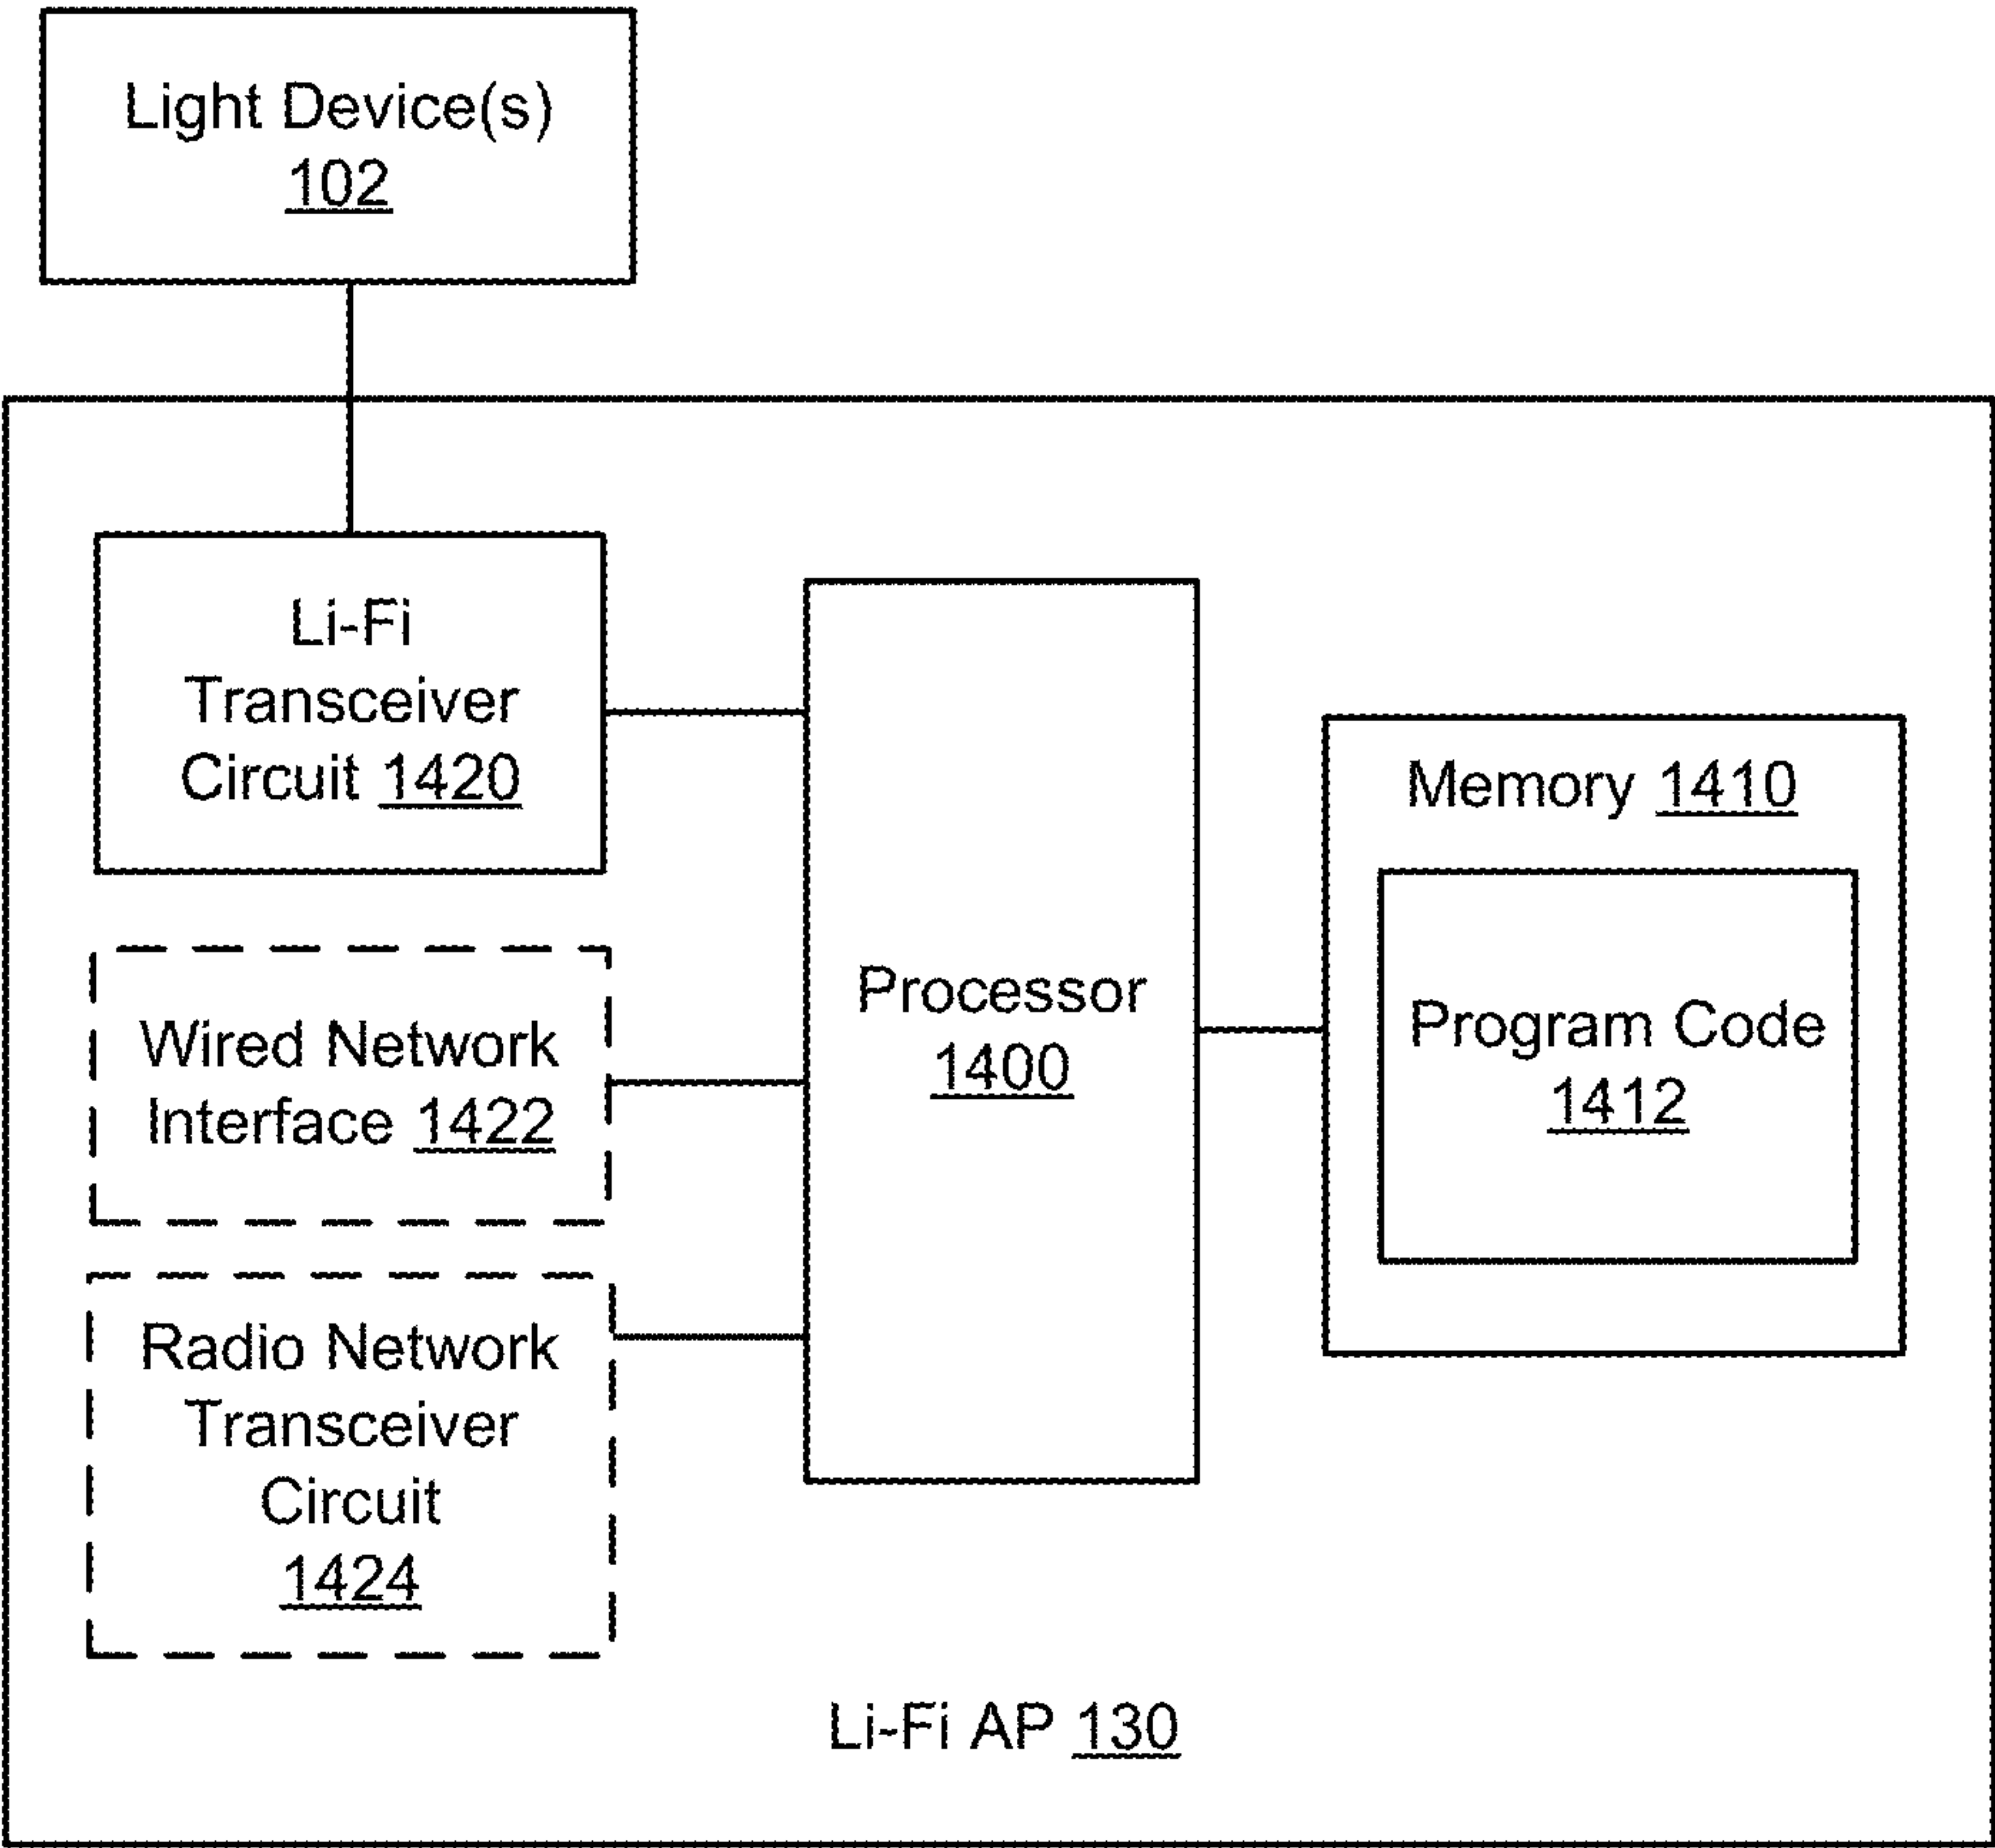 Light Device(s)
102
Li-Fi
Transceiver
Circuit 1420
Wired Network
Interface 1422
Radio Network
Transceiver
Circuit
1424
Processor
1400
Memory 1410
Program Code
1412
Li-Fi AP 130